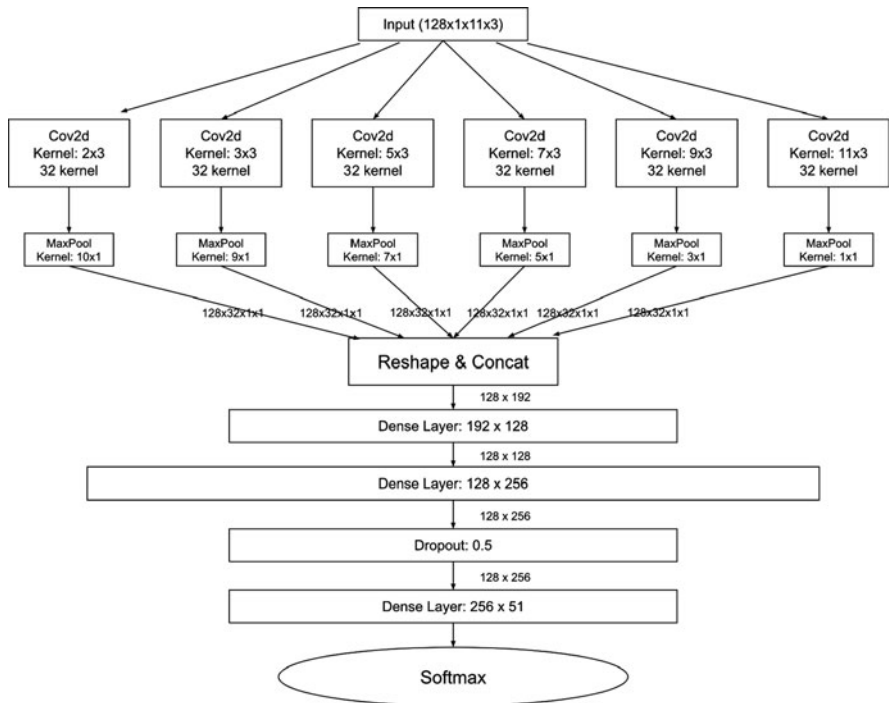 Input (128x1x11x3)
Cov2d
Kernel: 2x3
32 kernel
Cov2d
Kernel: 3x3
32 kernel
Cov2d
Kernel: 5x3
32 kernel
Cov2d
Kernel: 7x3
32 kernel
Cov2d
Kernel: 9x3
32 kernel
Cov2d
Kernel: 11x3
32 kernel
MaxPool
Kernel: 10x1
MaxPool
Kernel: 9x1
MaxPool
Kernel: 7x1
MaxPool
Kernel: 5x1
MaxPool
Kernel: 3x1
MaxPool
Kernel: 1x1
128x32x1x1
128x32x1x1
128x32x1x1
128x32x1x1
128x32x1x1
128x32x1x1
Reshape & Concat
128 x 192
Dense Layer: 192 x 128
128 x 128
Dense Layer: 128 x 256
128 x 256
Dropout: 0.5
128 x 256
Dense Layer: 256 x 51
Softmax